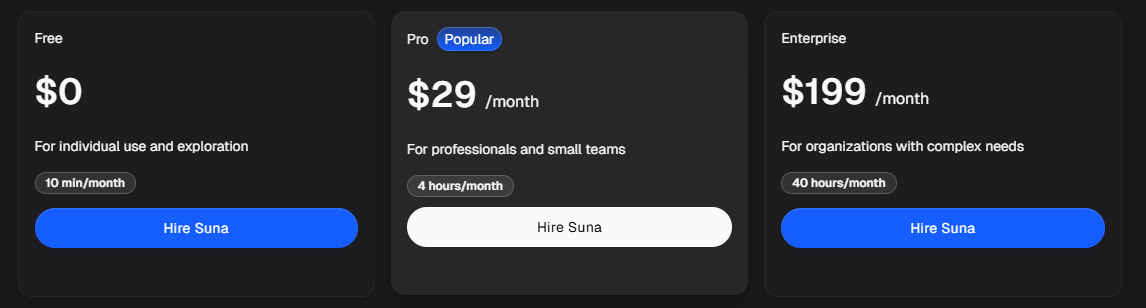 Free
$0
For individual use and exploration
10 min/month
Hire Suna
Pro Popular
$29 /month
For professionals and small teams
4 hours/month
Hire Suna
Enterprise
$199 /month
For organizations with complex needs
40 hours/month
Hire Suna